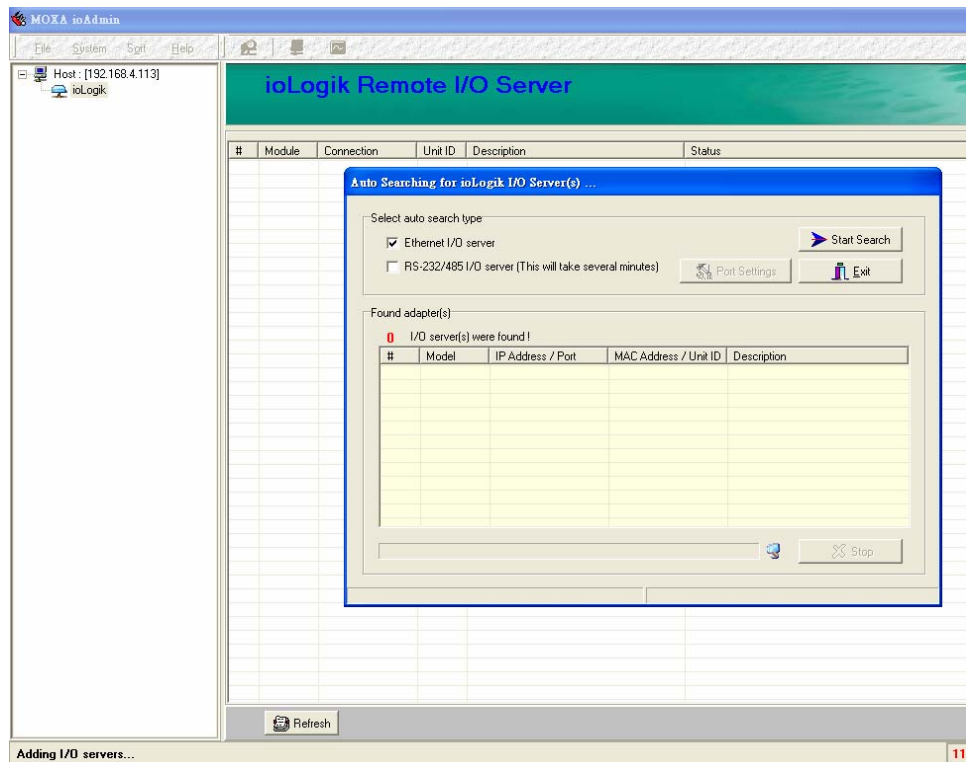 MOXA ioAdmin
File System Sort Help
Host : [192.168.4.113]
ioLogik
ioLogik Remote I/O Server
# Module Connection Unit ID Description Status
Auto Searching for ioLogik I/O Server(s) ...
Select auto search type
Ethernet I/O server
Start Search
RS-232/485 I/O server (This will take several minutes)
Port Settings
Exit
Found adapter(s)
0 I/O server(s) were found !
# Model IP Address / Port MAC Address / Unit ID Description
Stop
Refresh
Adding I/O servers...
11